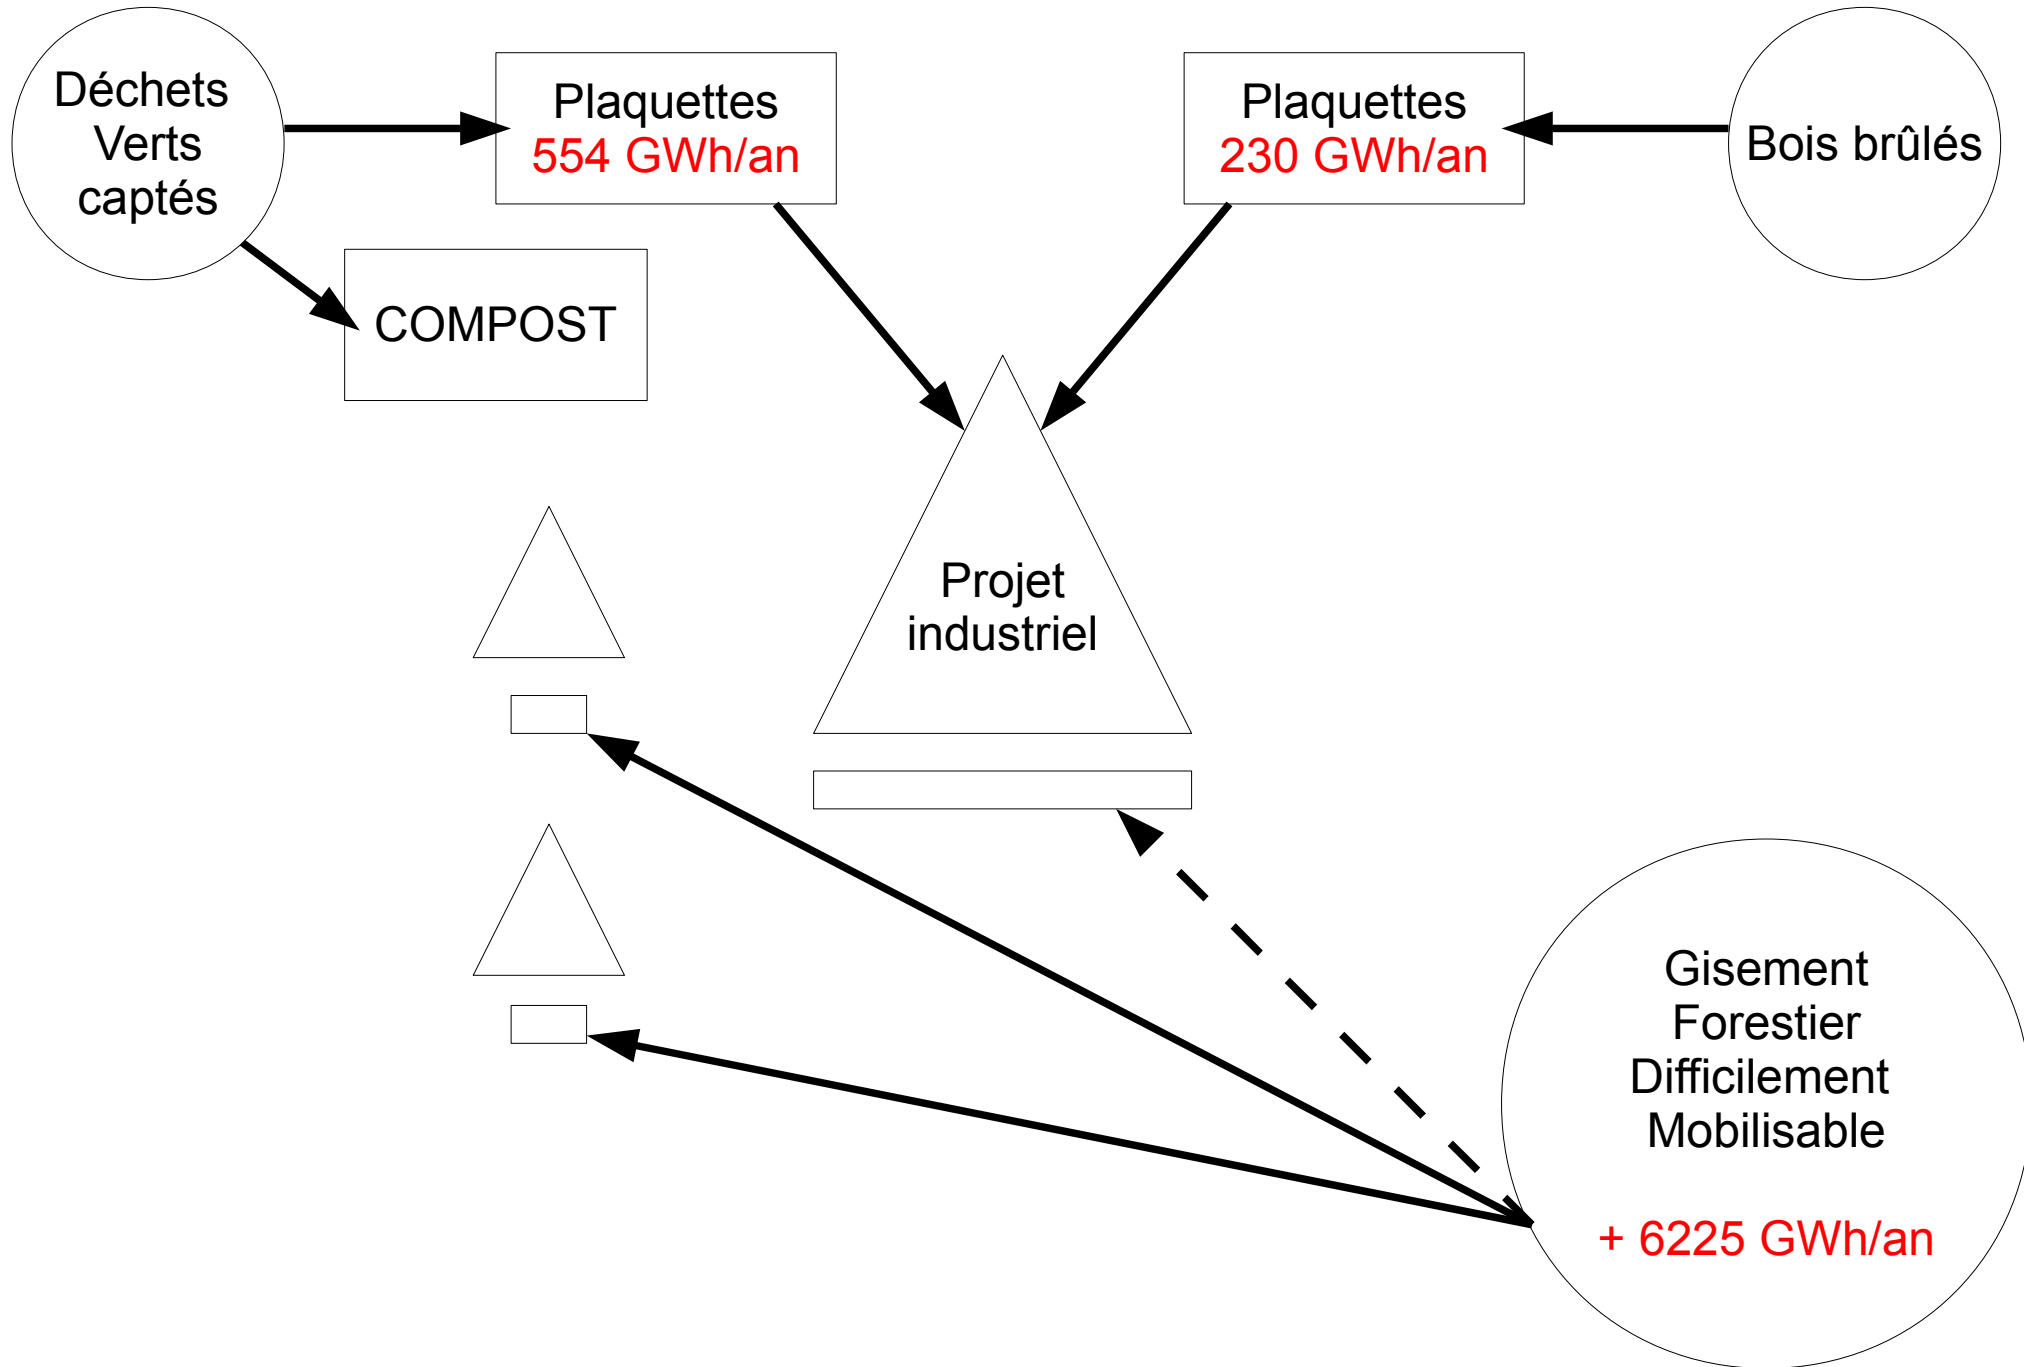 Déchets
Verts
captés
Plaquettes
554 GWh/an
Plaquettes
230 GWh/an
Bois brûlés
COMPOST
Projet
industriel
Gisement
Forestier
Difficilement
Mobilisable
+ 6225 GWh/an